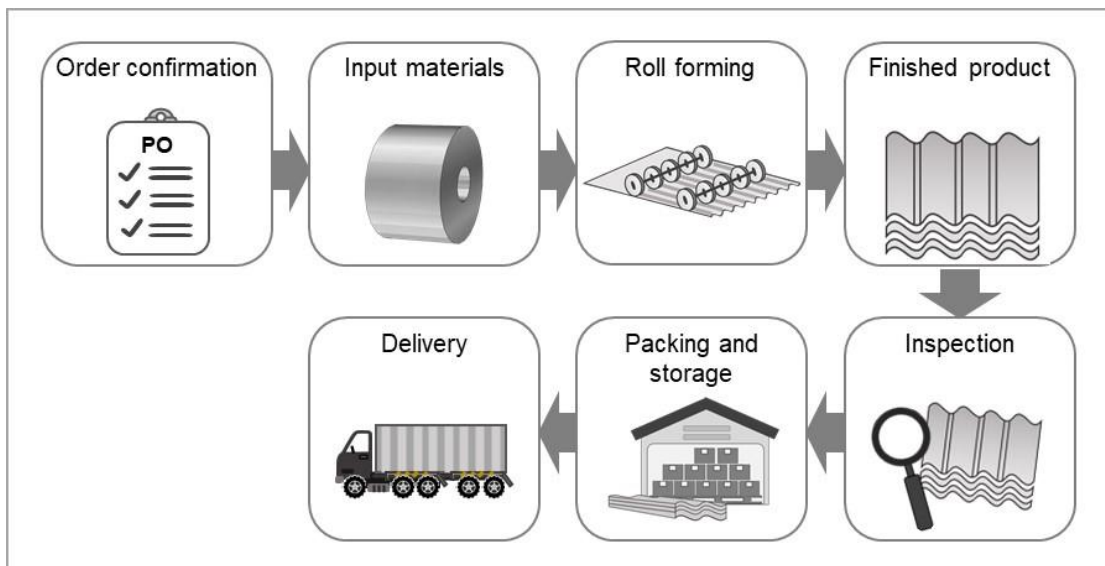 Order confirmation
PO
Input materials
Roll forming
Finished product
Inspection
Packing and
storage
Delivery